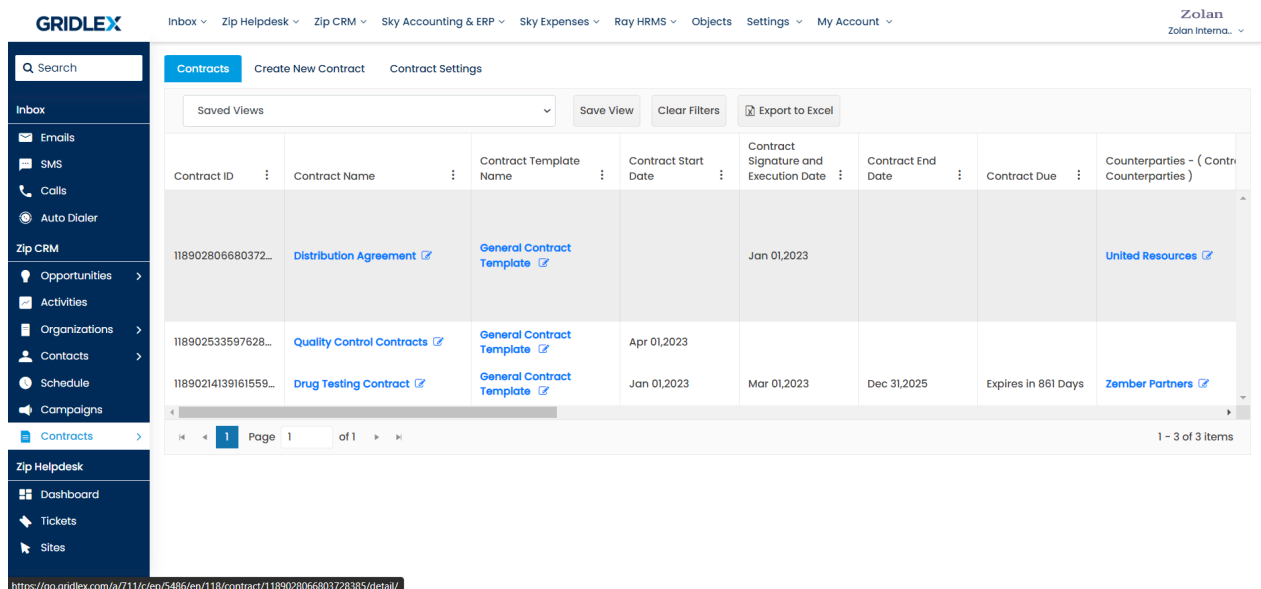 GRIDLEX
Inbox Zip Helpdesk Zip CRM Sky Accounting & ERP Sky Expenses Ray HRMS Objects Settings My Account
Zolan
Zolan Interna..
Search
Inbox
Emails
SMS
Calls
Auto Dialer
Zip CRM
Opportunities
Activities
Organizations
Contacts
Schedule
Campaigns
Contracts
Zip Helpdesk
Dashboard
Tickets
Sites
Contracts Create New Contract Contract Settings
Saved Views Save View Clear Filters Export to Excel
Contract ID
Contract Name
Contract Template
Name
Contract Start
Date
Contract
Signature and
Execution Date
Contract End
Date
Contract Due
Counterparties - ( Contr
Counterparties )
118902806680372...
Distribution Agreement
General Contract
Template
Jan 01,2023
United Resources
118902533597628...
Quality Control Contracts
General Contract
Template
Apr 01,2023
11890214139161559...
Drug Testing Contract
General Contract
Template
Jan 01,2023
Mar 01,2023
Dec 31,2025
Expires in 861 Days
Zember Partners
1 Page 1 of 1
1 - 3 of 3 items
https://go.gridlex.com/a/711/c/en/5486/en/118/contract/1189028066803728385/detail/